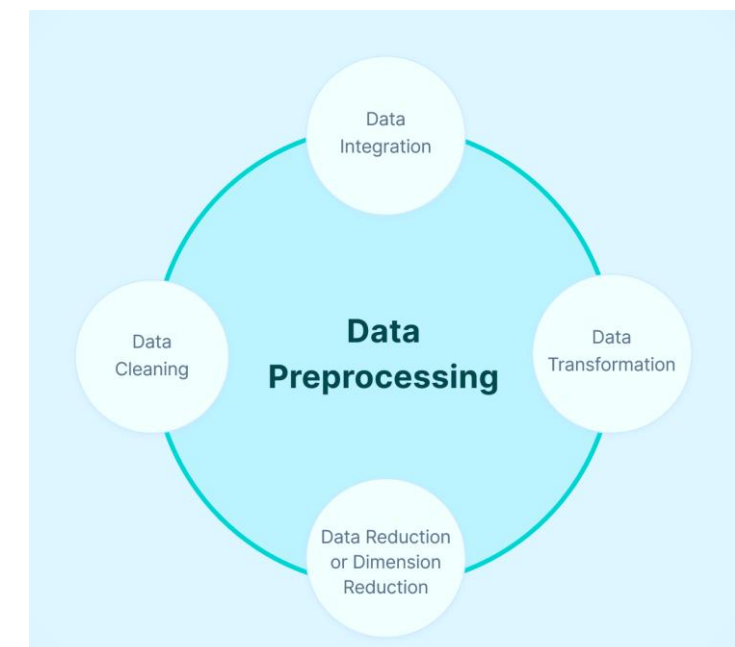 Data
Integration
Data
Cleaning
Data
Preprocessing
Data
Transformation
Data Reduction
or Dimension
Reduction